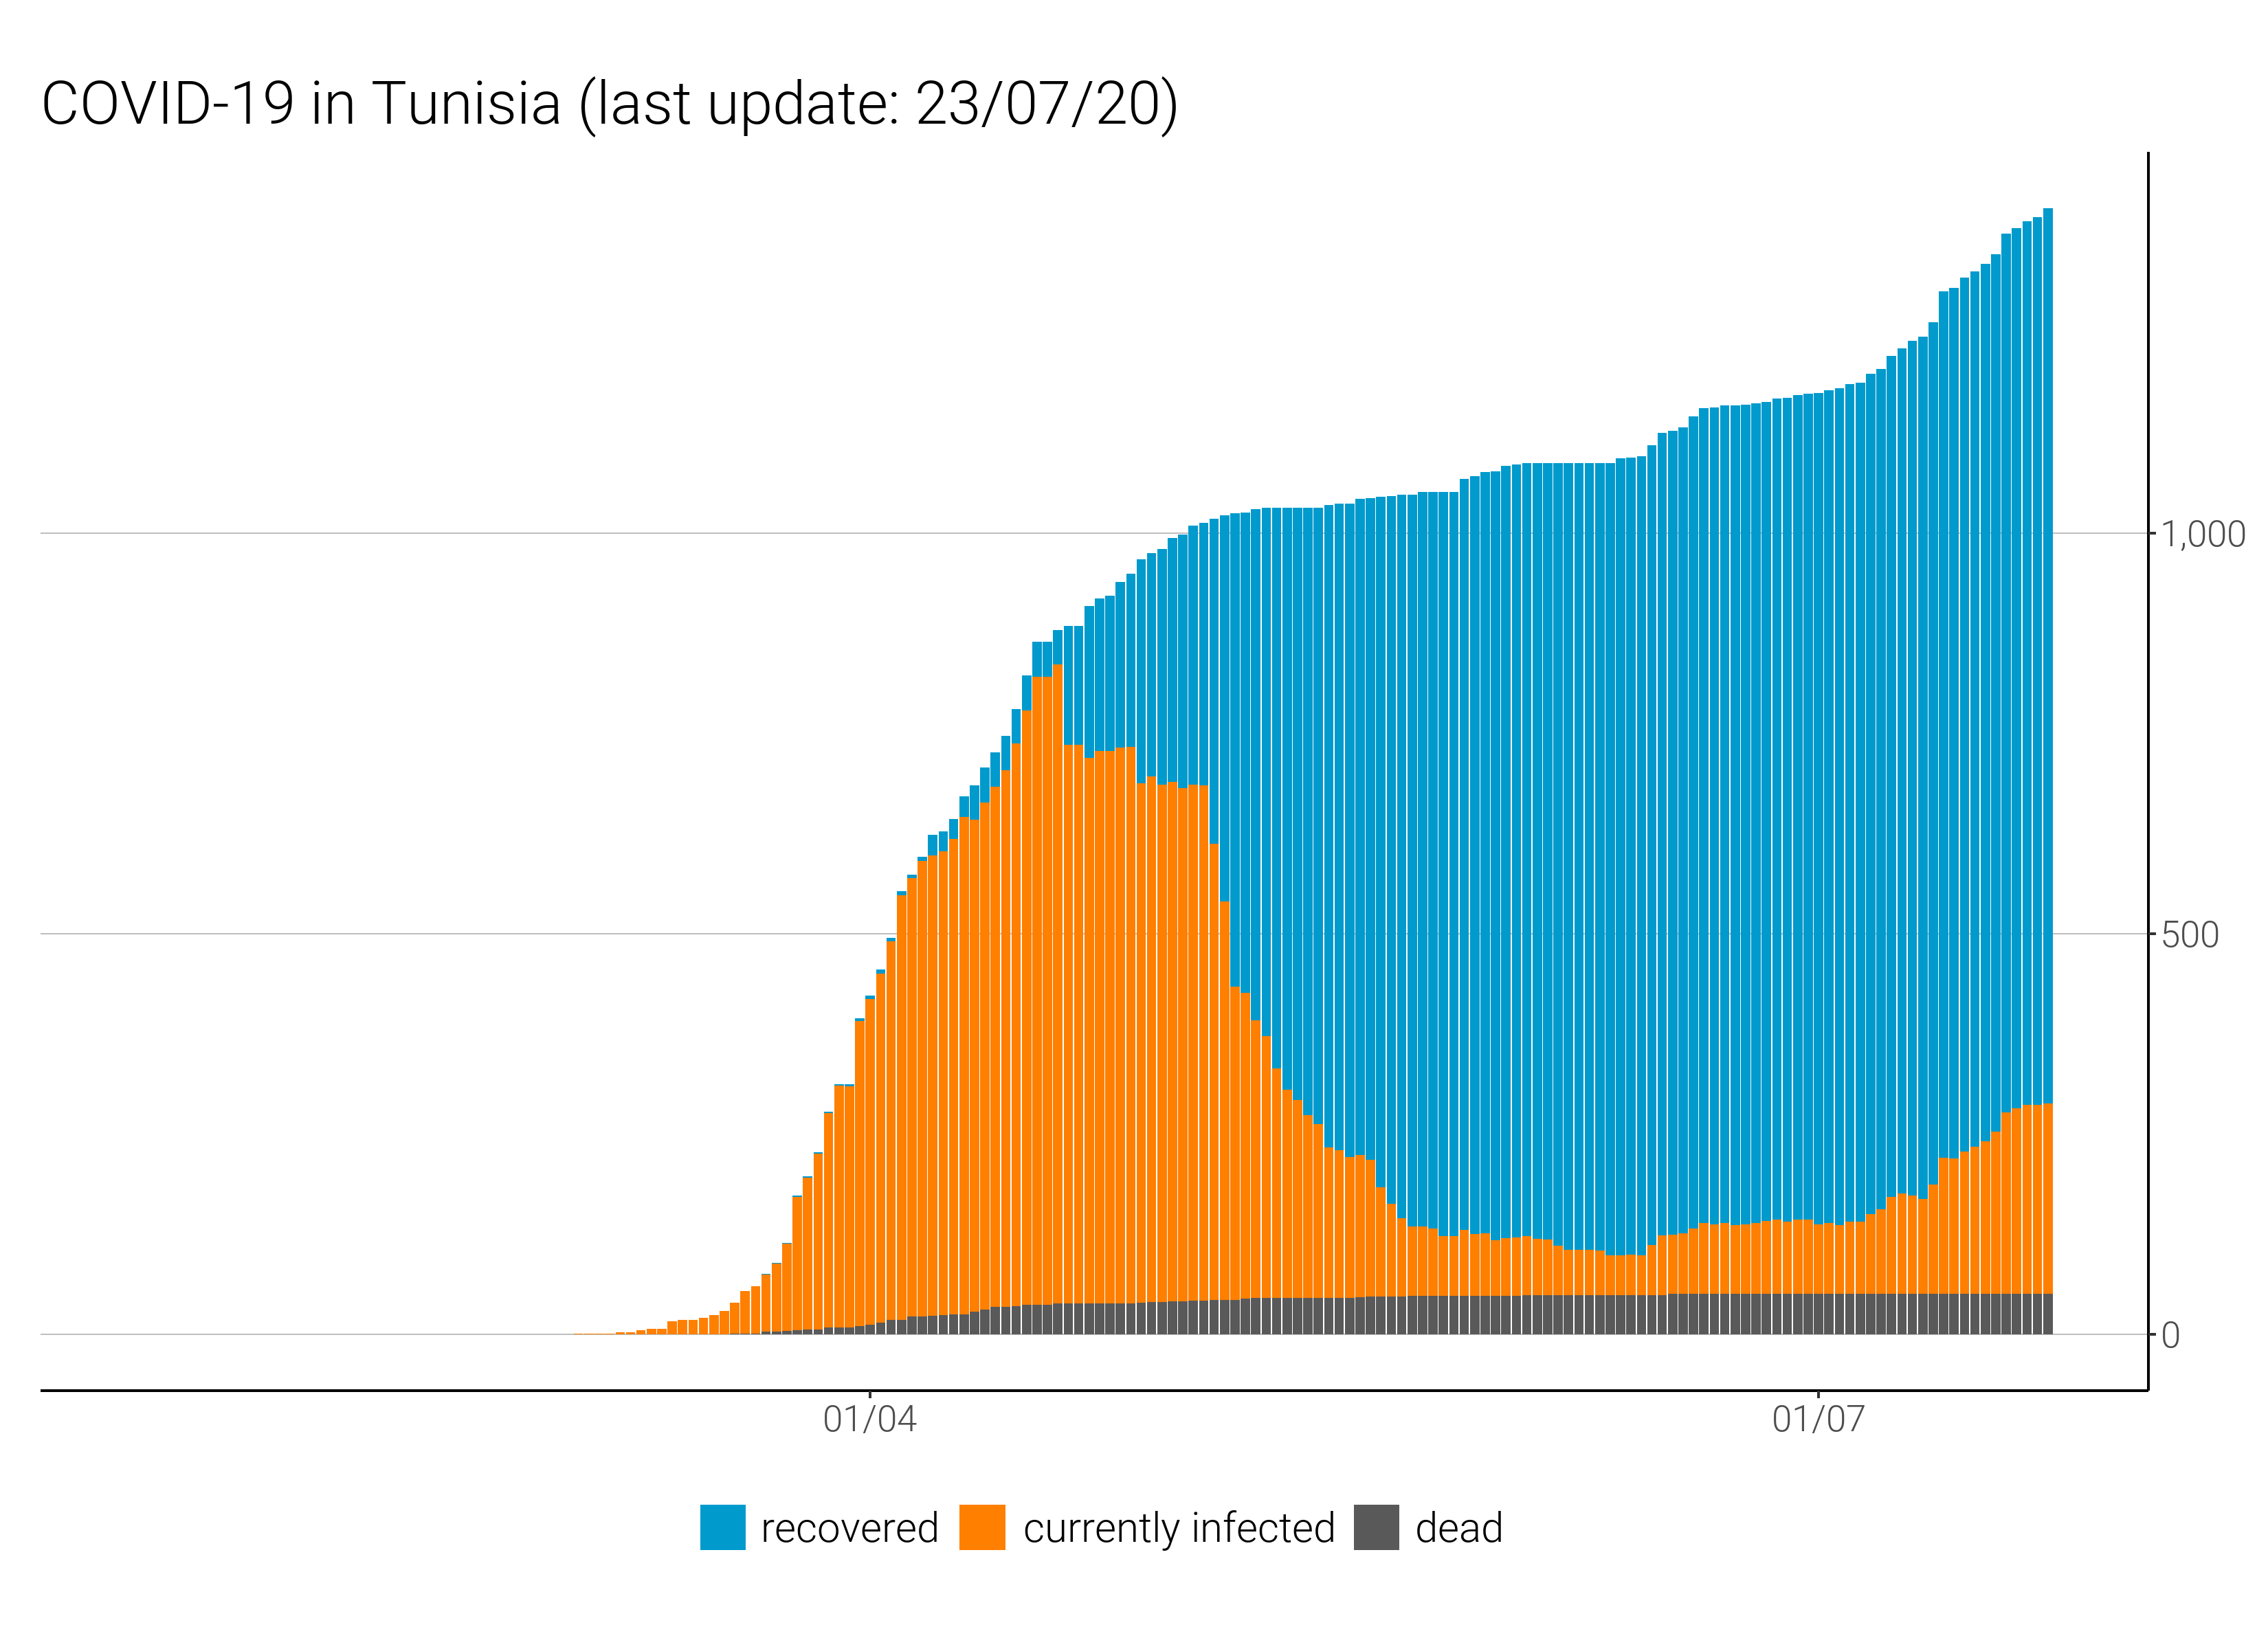 COVID-19 in Tunisia (last update: 23/07/20)
1,000
500
0
01/04 01/07
recovered currently infected dead